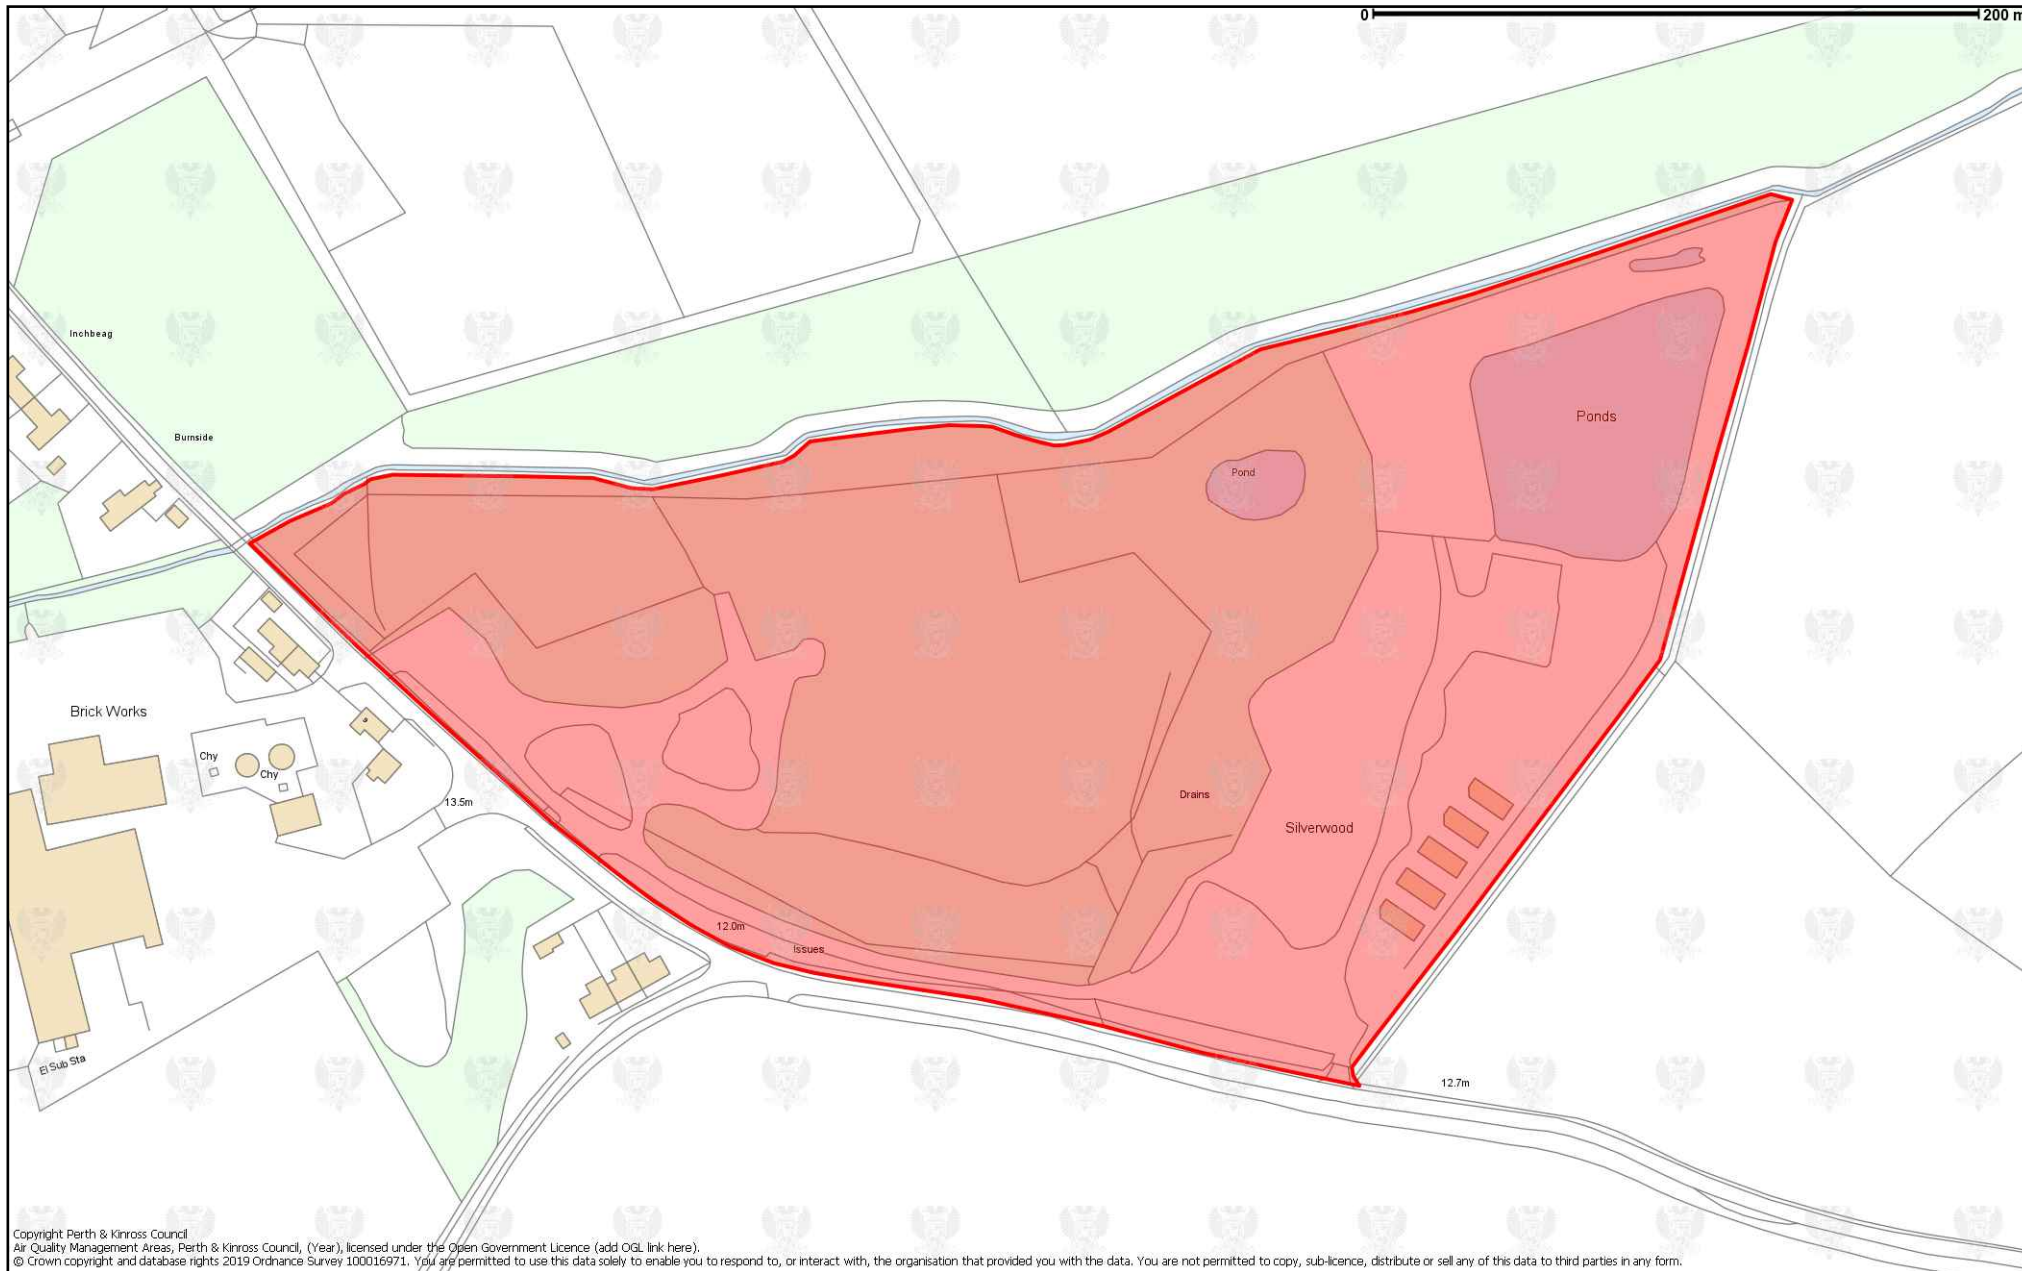 0 200 m
Inchbeag
Burnside
Ponds
Pond
Brick Works
Chy
Chy
13.5m
Drains
Silverwood
12.0m
Issues
El Sub Sta
12.7m
Copyright Perth & Kinross Council
Air Quality Management Areas, Perth & Kinross Council, (Year), licensed under the Open Government Licence (add OGL link here).
© Crown copyright and database rights 2019 Ordnance Survey 100016971. You are permitted to use this data solely to enable you to respond to, or interact with, the organisation that provided you with the data. You are not permitted to copy, sub-licence, distribute or sell any of this data to third parties in any form.